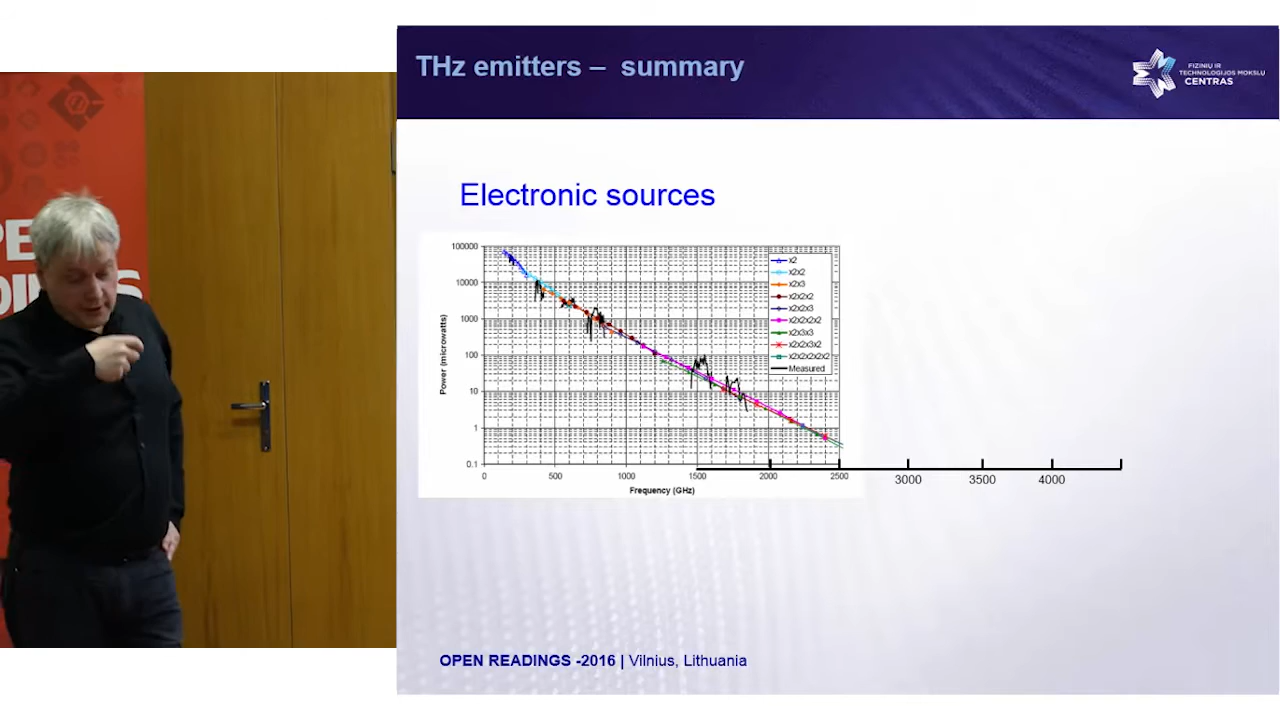 THz emitters – summary
FIZINIŲ IR
TECHNOLOGIJOS MOKSLŲ
CENTRAS
Electronic sources
100000
10000
1000
100
10
1
0.1
Power (microwatts)
x2
x2x2
x2x3
x2x2x2
x2x2x3
x2x2x2x2
x2x3x3
x2x2x3x2
x2x2x2x2x2
Measured
0 500 1000 1500 2000 2500 3000 3500 4000
Frequency (GHz)
OPEN READINGS -2016 | Vilnius, Lithuania